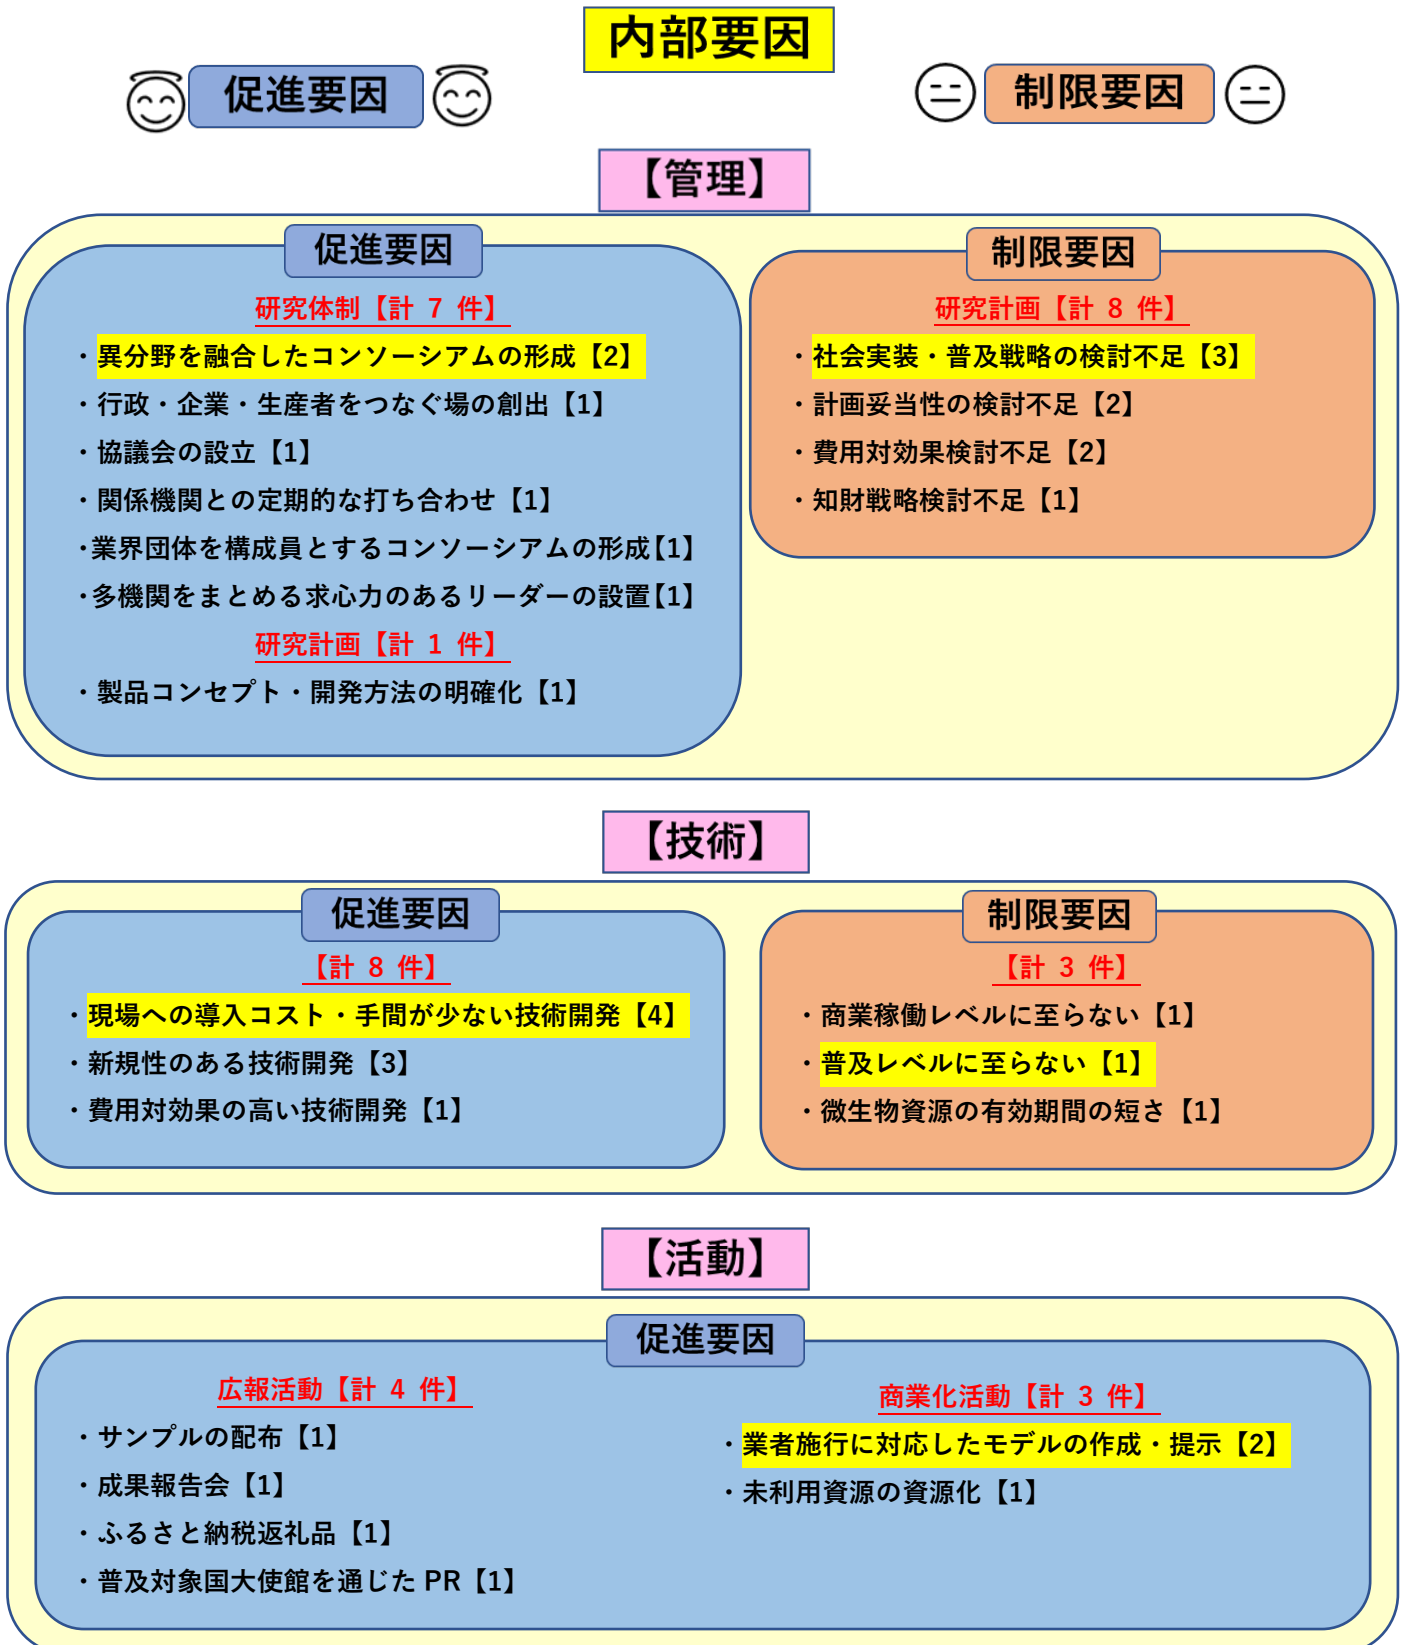 内部要因
促進要因
制限要因
【管理】
促進要因
研究体制【計 7 件】
・異分野を融合したコンソーシアムの形成【2】
・行政・企業・生産者をつなぐ場の創出【1】
・協議会の設立【1】
・関係機関との定期的な打ち合わせ【1】
・業界団体を構成員とするコンソーシアムの形成【1】
・多機関をまとめる求心力のあるリーダーの設置【1】
研究計画【計 1 件】
・製品コンセプト・開発方法の明確化【1】
制限要因
研究計画【計 8 件】
・社会実装・普及戦略の検討不足【3】
・計画妥当性の検討不足【2】
・費用対効果検討不足【2】
・知財戦略検討不足【1】
【技術】
促進要因
【計 8 件】
・現場への導入コスト・手間が少ない技術開発【4】
・新規性のある技術開発【3】
・費用対効果の高い技術開発【1】
制限要因
【計 3 件】
・商業稼働レベルに至らない【1】
・普及レベルに至らない【1】
・微生物資源の有効期間の短さ【1】
【活動】
促進要因
広報活動【計 4 件】
・サンプルの配布【1】
・成果報告会【1】
・ふるさと納税返礼品【1】
・普及対象国大使館を通じた PR【1】
商業化活動【計 3 件】
・業者施行に対応したモデルの作成・提示【2】
・未利用資源の資源化【1】